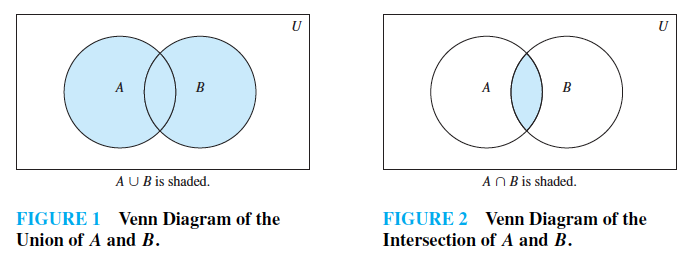 U
A
B
A ∪ B is shaded.
FIGURE 1 Venn Diagram of the
Union of A and B.
U
A
B
A ∩ B is shaded.
FIGURE 2 Venn Diagram of the
Intersection of A and B.